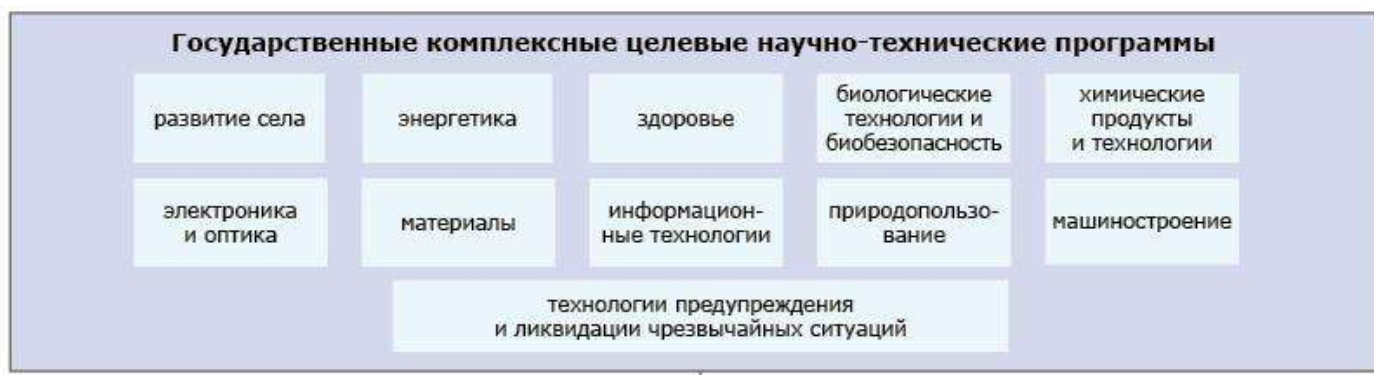 Государственные комплексные целевые научно-технические программы
развитие села
энергетика
здоровье
биологические
технологии и
биобезопасность
химические
продукты
и технологии
электроника
и оптика
материалы
информацион-
ные технологии
природопользо-
вание
машиностроение
технологии предупреждения
и ликвидации чрезвычайных ситуаций